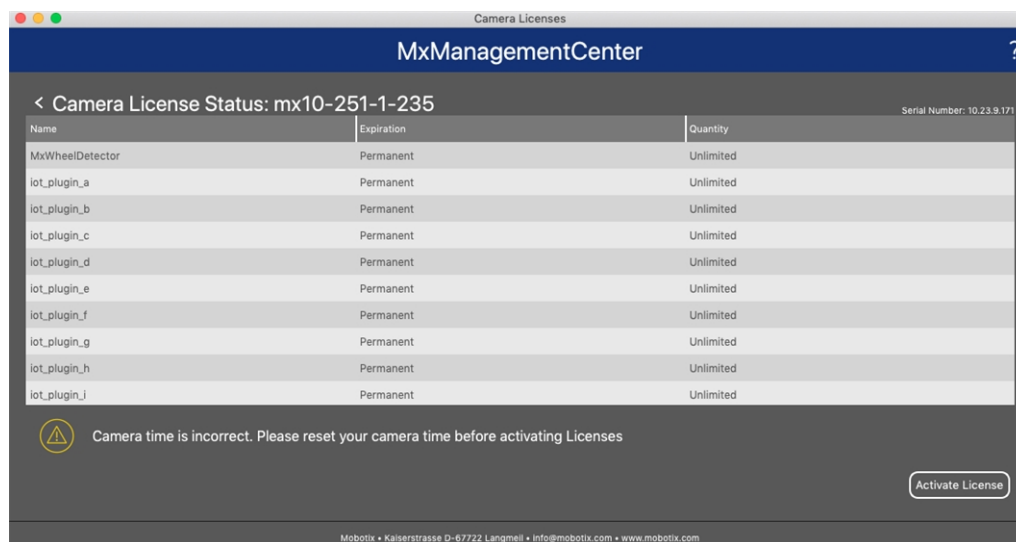 Camera Licenses
MxManagementCenter
?
< Camera License Status: mx10-251-1-235
Serial Number: 10.23.9.171
Name Expiration Quantity
MxWheelDetector Permanent Unlimited
iot_plugin_a Permanent Unlimited
iot_plugin_b Permanent Unlimited
iot_plugin_c Permanent Unlimited
iot_plugin_d Permanent Unlimited
iot_plugin_e Permanent Unlimited
iot_plugin_f Permanent Unlimited
iot_plugin_g Permanent Unlimited
iot_plugin_h Permanent Unlimited
iot_plugin_i Permanent Unlimited
Camera time is incorrect. Please reset your camera time before activating Licenses
Activate License
Mobotix • Kaiserstrasse D-67722 Langmeil • info@mobotix.com • www.mobotix.com